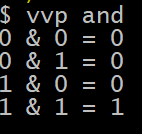 $ vvp and
0 & 0 = 0
0 & 1 = 0
1 & 0 = 0
1 & 1 = 1